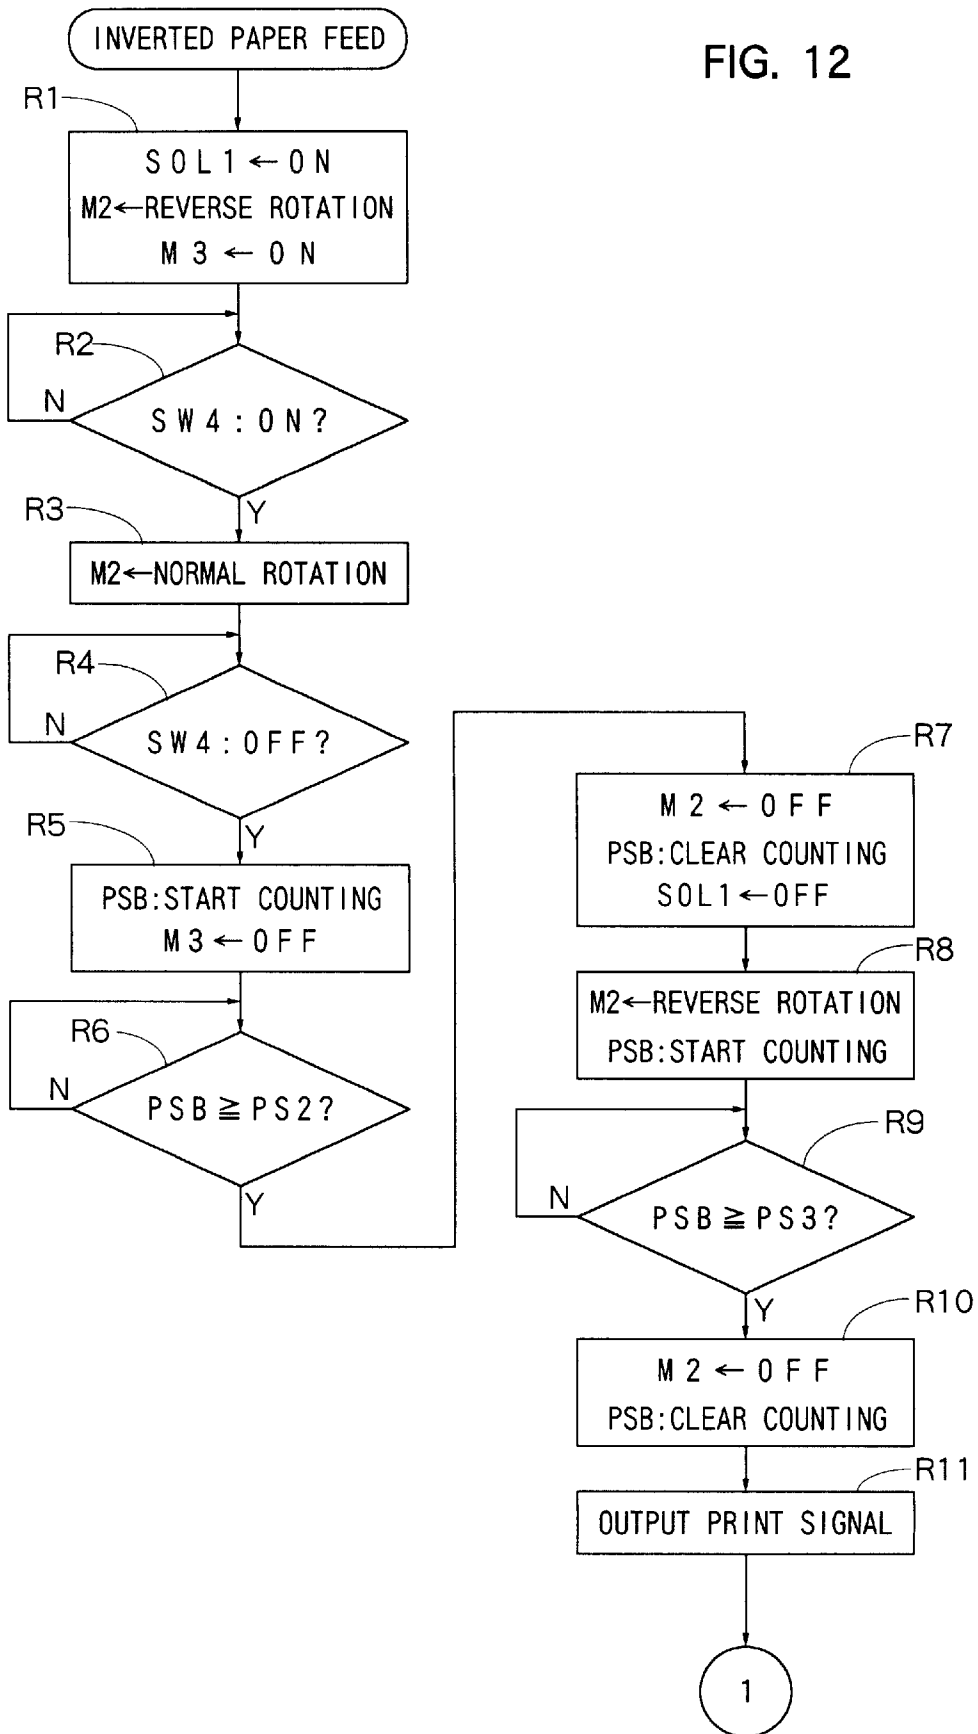 INVERTED PAPER FEED
FIG. 12
R1
SOL1←ON
M2←REVERSE ROTATION
M3←ON
R2
N
SW4:ON?
Y
R3
M2←NORMAL ROTATION
R4
N
SW4:OFF?
Y
R5
PSB:START COUNTING
M3←OFF
R6
N
PSB≧PS2?
Y
R7
M2←OFF
PSB:CLEAR COUNTING
SOL1←OFF
R8
M2←REVERSE ROTATION
PSB:START COUNTING
R9
N
PSB≧PS3?
Y
R10
M2←OFF
PSB:CLEAR COUNTING
R11
OUTPUT PRINT SIGNAL
1